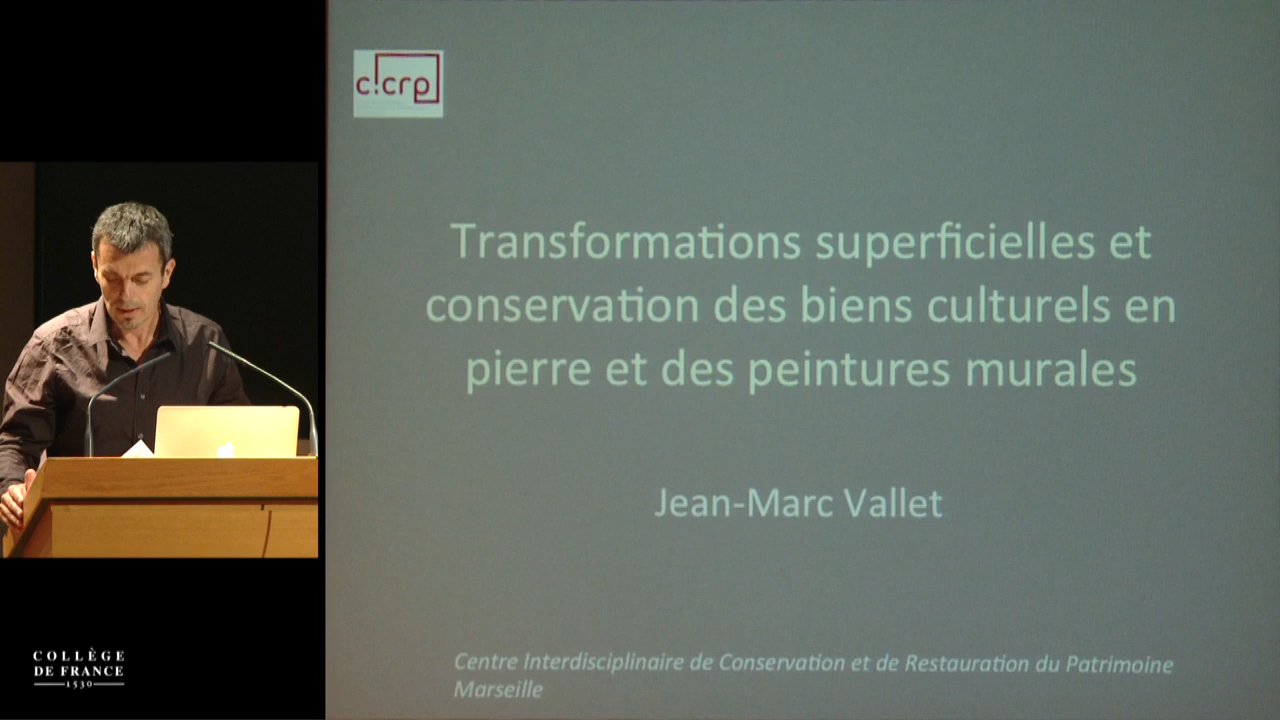 c!crp
Transformations superficielles et
conservation des biens culturels en
pierre et des peintures murales
Jean-Marc Vallet
Centre Interdisciplinaire de Conservation et de Restauration du Patrimoine
Marseille
COLLÈGE
DE FRANCE
1530